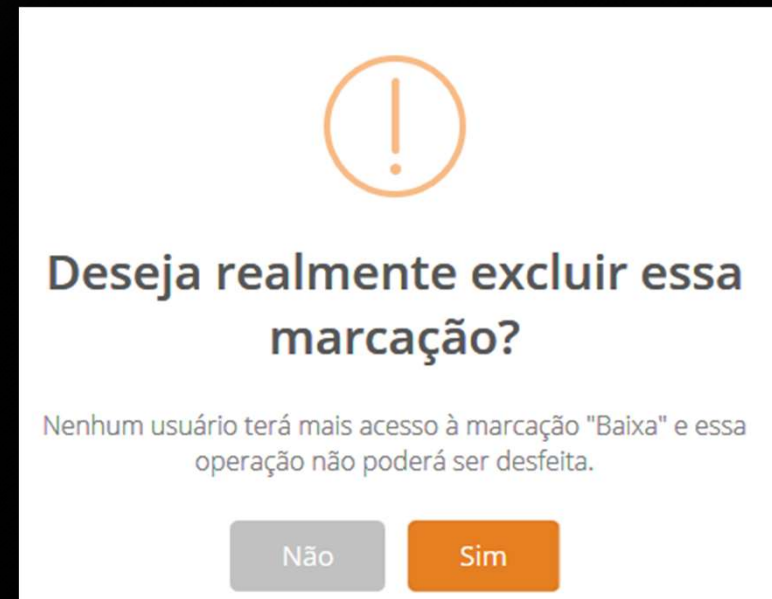 Deseja realmente excluir essa
marcação?
Nenhum usuário terá mais acesso à marcação "Baixa" e essa
operação não poderá ser desfeita.
Não
Sim